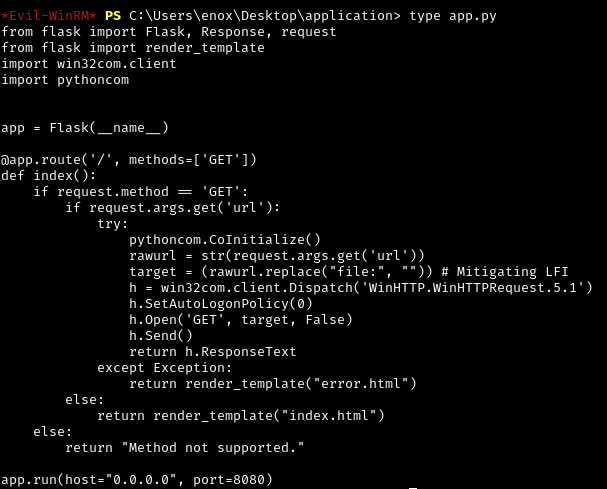 *Evil-WinRM* PS C:\Users\enox\Desktop\application> type app.py
from flask import Flask, Response, request
from flask import render_template
import win32com.client
import pythoncom


app = Flask(__name__)

@app.route('/', methods=['GET'])
def index():
    if request.method == 'GET':
        if request.args.get('url'):
            try:
                pythoncom.CoInitialize()
                rawurl = str(request.args.get('url'))
                target = (rawurl.replace("file:", "")) # Mitigating LFI
                h = win32com.client.Dispatch('WinHTTP.WinHTTPRequest.5.1')
                h.SetAutoLogonPolicy(0)
                h.Open('GET', target, False)
                h.Send()
                return h.ResponseText
            except Exception:
                return render_template("error.html")
        else:
            return render_template("index.html")
    else:
        return "Method not supported."

app.run(host="0.0.0.0", port=8080)